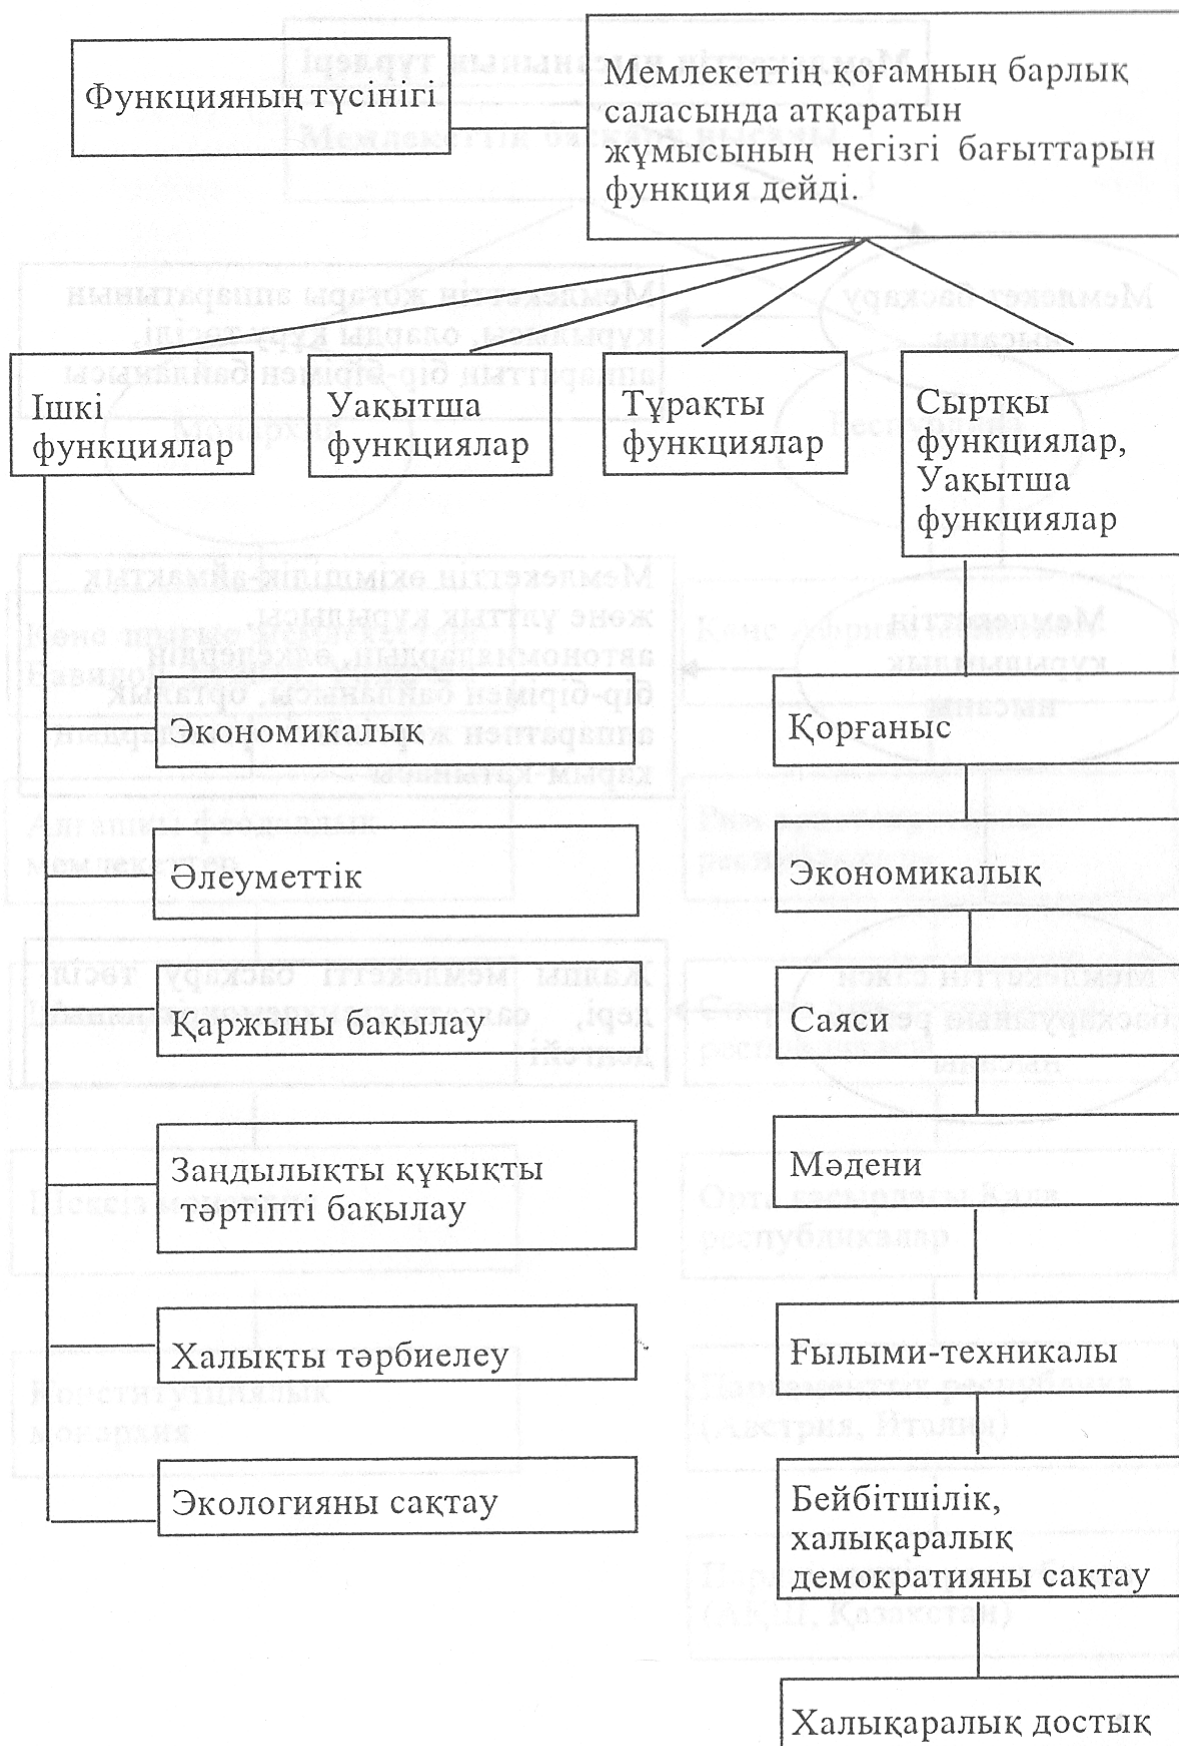 Функцияның түсінігі
Мемлекеттің қоғамның барлық
саласында атқаратын
жұмысының негізгі бағыттарын
функция дейді.
Ішкі
функциялар
Уақытша
функциялар
Тұрақты
функциялар
Сыртқы
функциялар,
Уақытша
функциялар
Экономикалық
Әлеуметтік
Қаржыны бақылау
Заңдылықты құқықты
тәртіпті бақылау
Халықты тәрбиелеу
Экологияны сақтау
Қорғаныс
Экономикалық
Саяси
Мәдени
Ғылыми-техникалы
Бейбітшілік,
халықаралық
демократияны сақтау
Халықаралық достық